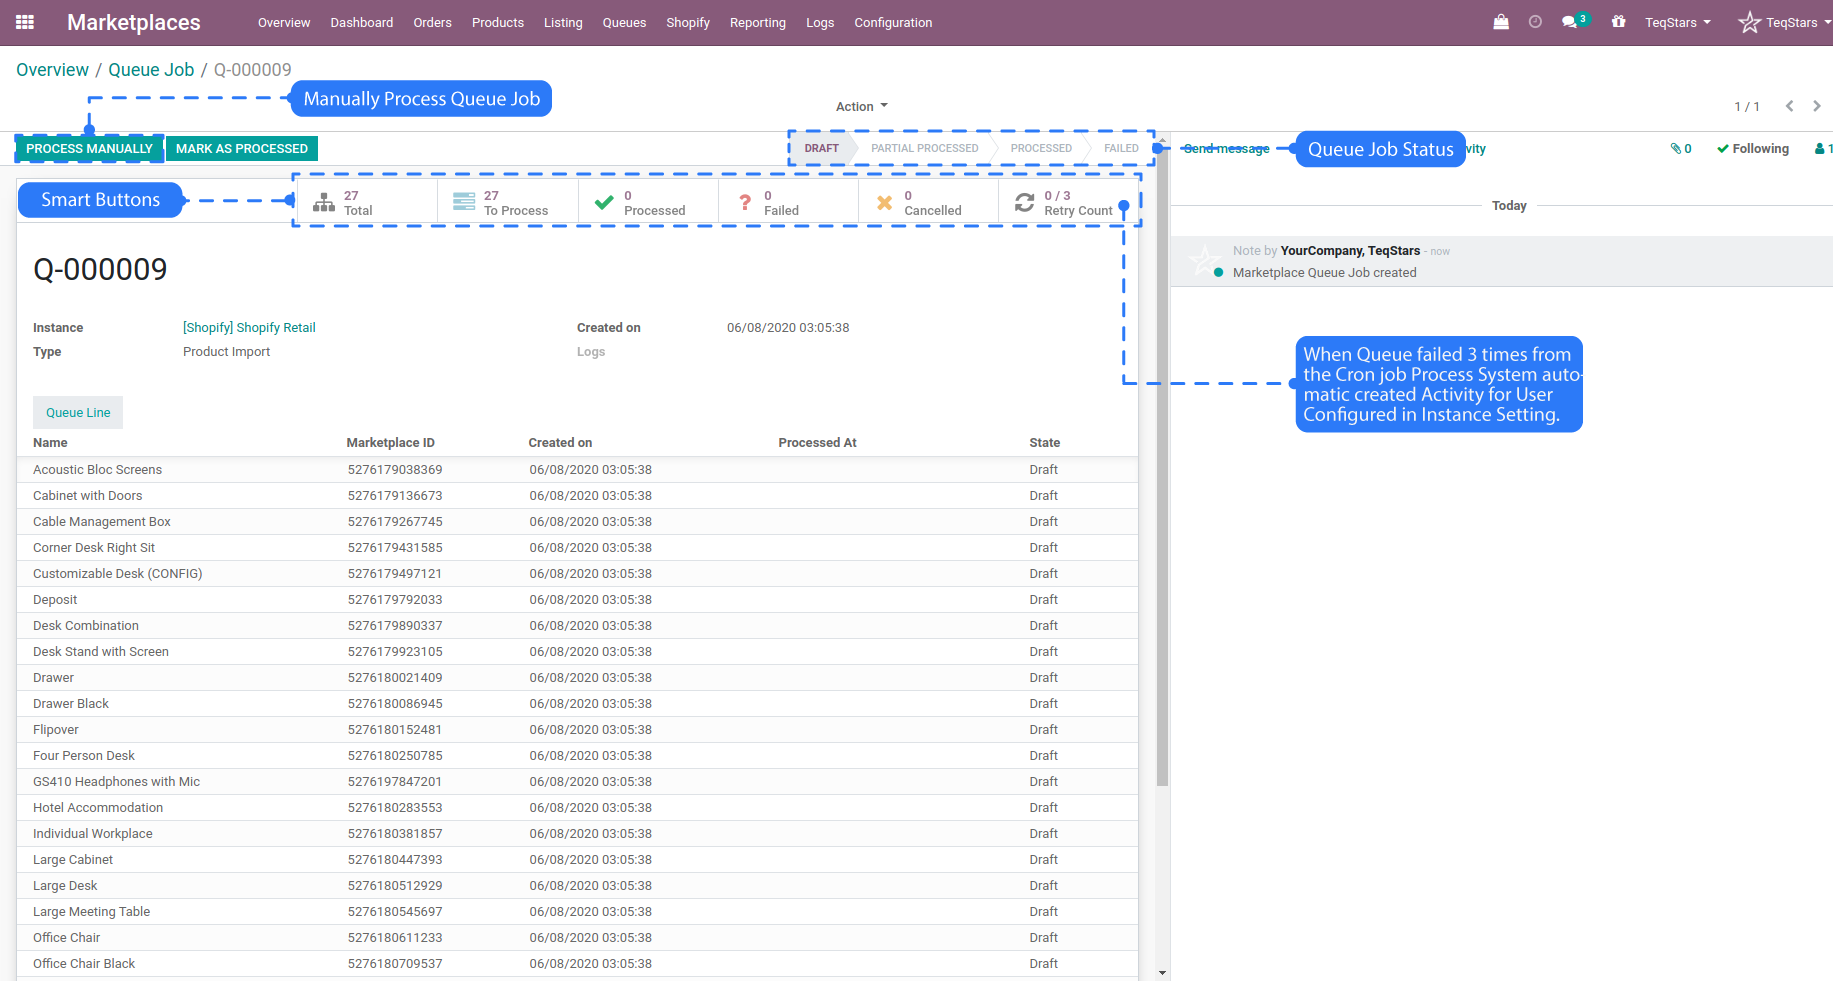 Marketplaces Overview Dashboard Orders Products Listing Queues Shopify Reporting Logs Configuration 3 TeqStars TeqStars
Overview / Queue Job / Q-000009
Manually Process Queue Job
Action 1 / 1
PROCESS MANUALLY MARK AS PROCESSED DRAFT PARTIAL PROCESSED PROCESSED FAILED Send message Queue Job Status vity 0 Following 1
Smart Buttons
27 Total
27 To Process
0 Processed
0 Failed
0 Cancelled
0 / 3 Retry Count
Today
Note by YourCompany, TeqStars - now
Marketplace Queue Job created
Q-000009
Instance [Shopify] Shopify Retail Created on 06/08/2020 03:05:38
Type Product Import Logs
When Queue failed 3 times from
the Cron job Process System auto-
matic created Activity for User
Configured in Instance Setting.
Queue Line
Name Marketplace ID Created on Processed At State
Acoustic Bloc Screens 5276179038369 06/08/2020 03:05:38 Draft
Cabinet with Doors 5276179136673 06/08/2020 03:05:38 Draft
Cable Management Box 5276179267745 06/08/2020 03:05:38 Draft
Corner Desk Right Sit 5276179431585 06/08/2020 03:05:38 Draft
Customizable Desk (CONFIG) 5276179497121 06/08/2020 03:05:38 Draft
Deposit 5276179792033 06/08/2020 03:05:38 Draft
Desk Combination 5276179890337 06/08/2020 03:05:38 Draft
Desk Stand with Screen 5276179923105 06/08/2020 03:05:38 Draft
Drawer 5276180021409 06/08/2020 03:05:38 Draft
Drawer Black 5276180086945 06/08/2020 03:05:38 Draft
Flipover 5276180152481 06/08/2020 03:05:38 Draft
Four Person Desk 5276180250785 06/08/2020 03:05:38 Draft
GS410 Headphones with Mic 5276197847201 06/08/2020 03:05:38 Draft
Hotel Accommodation 5276180283553 06/08/2020 03:05:38 Draft
Individual Workplace 5276180381857 06/08/2020 03:05:38 Draft
Large Cabinet 5276180447393 06/08/2020 03:05:38 Draft
Large Desk 5276180512929 06/08/2020 03:05:38 Draft
Large Meeting Table 5276180545697 06/08/2020 03:05:38 Draft
Office Chair 5276180611233 06/08/2020 03:05:38 Draft
Office Chair Black 5276180709537 06/08/2020 03:05:38 Draft